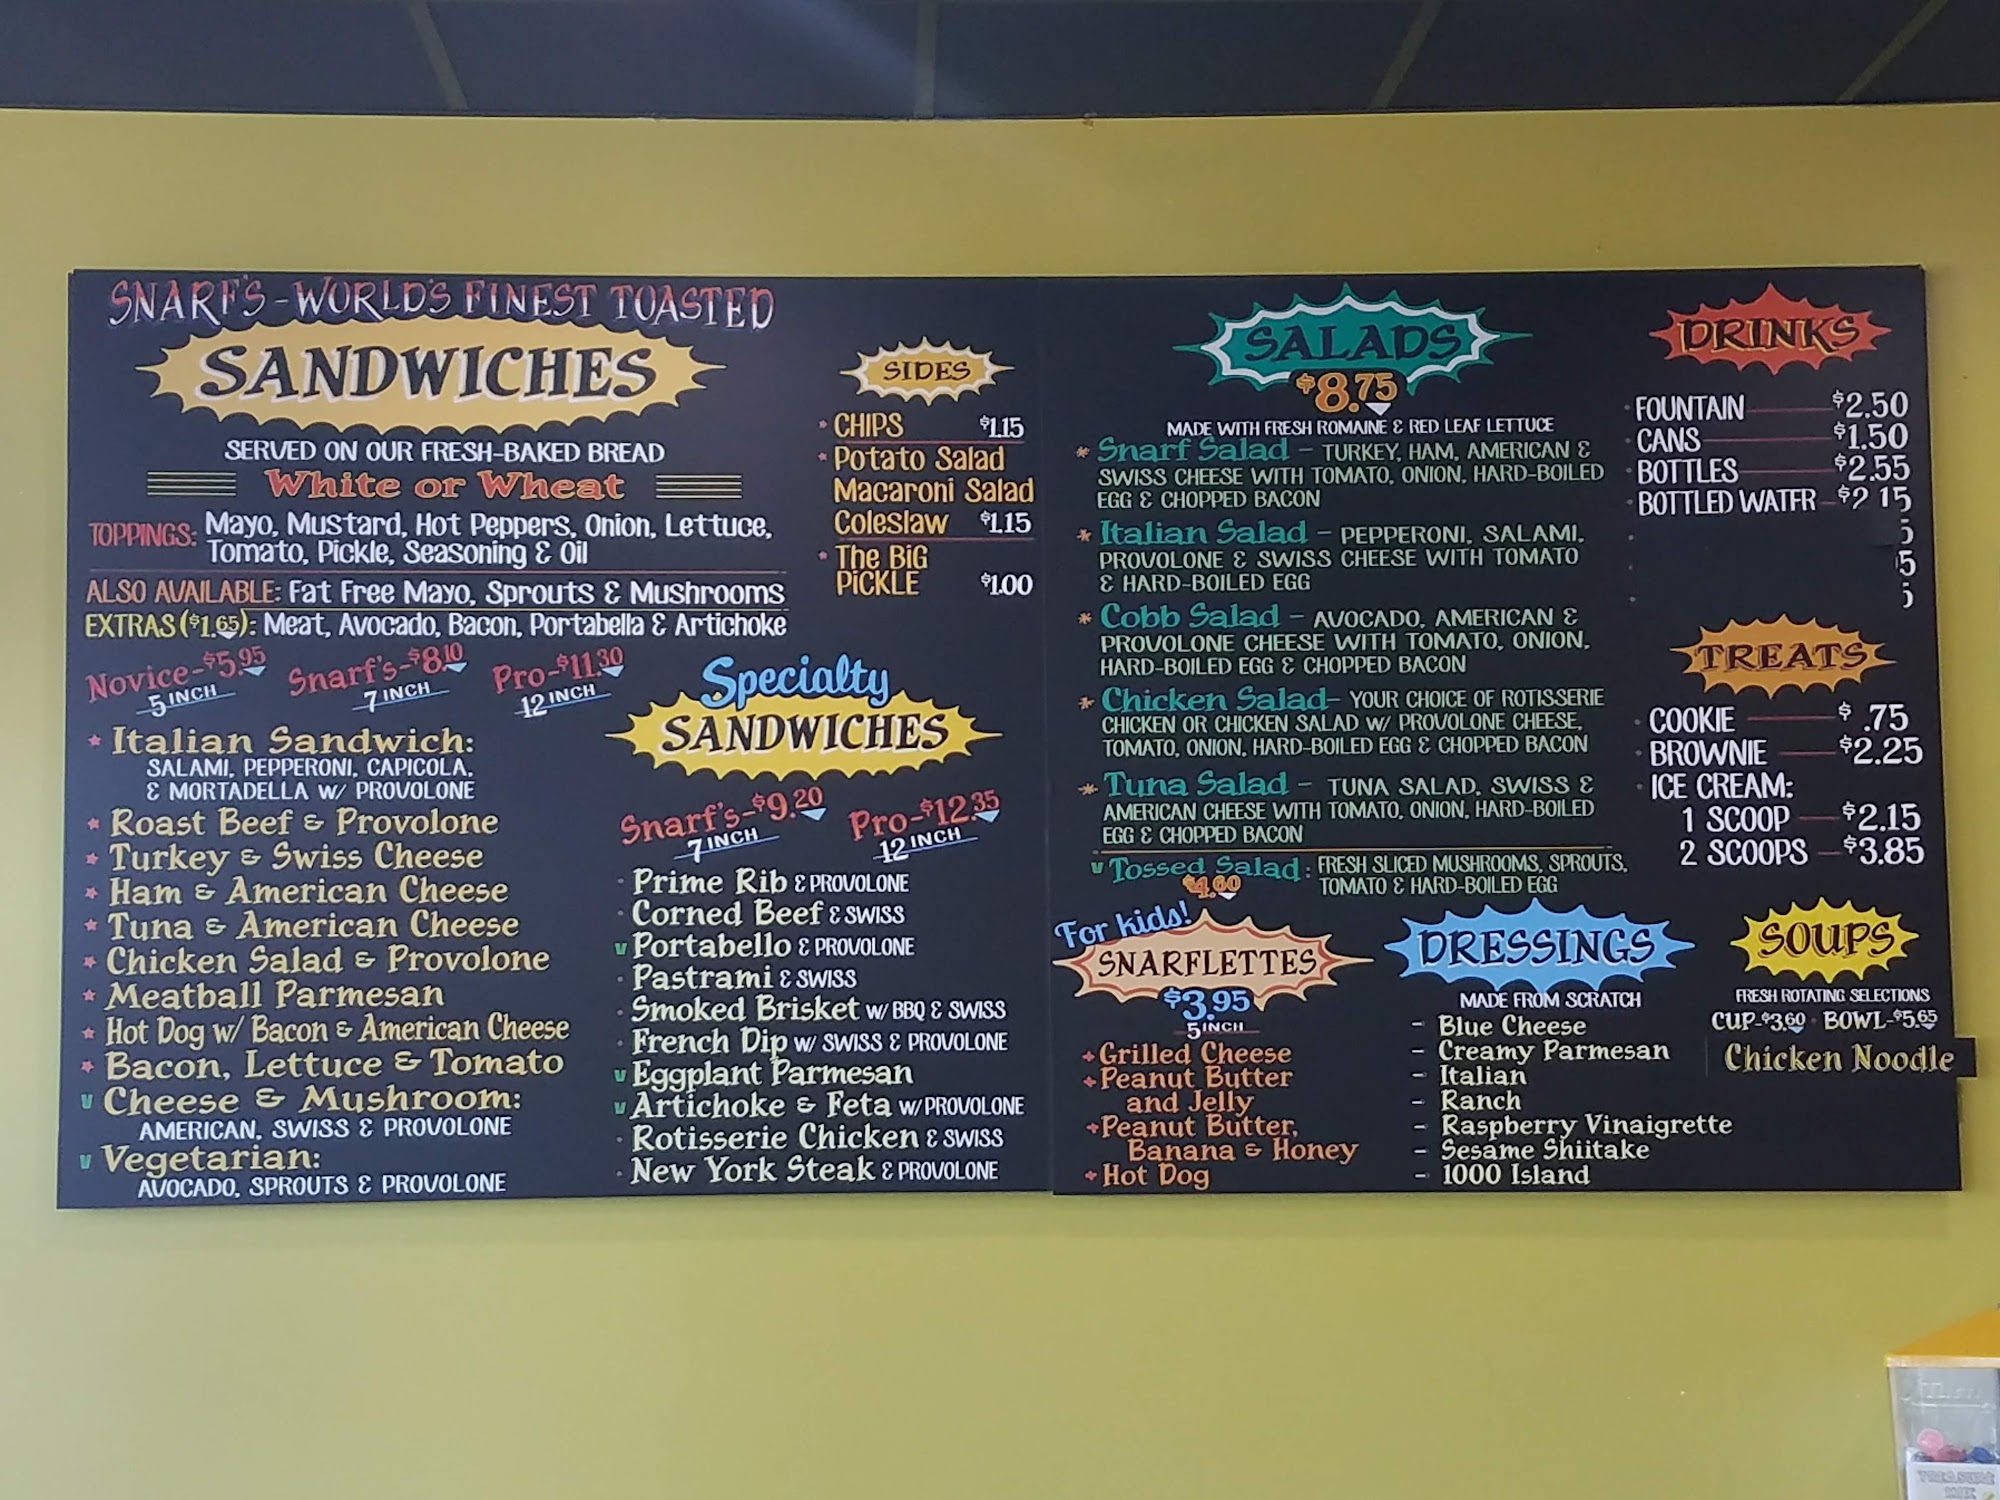 SNARF'S - WORLD'S FINEST TOASTED
SANDWICHES
SERVED ON OUR FRESH-BAKED BREAD
White or Wheat
TOPPINGS: Mayo, Mustard, Hot Peppers, Onion, Lettuce,
Tomato, Pickle, Seasoning & Oil
ALSO AVAILABLE: Fat Free Mayo, Sprouts & Mushrooms
EXTRAS ($1.65): Meat, Avocado, Bacon, Portabella & Artichoke
Novice-$5.95 Snarf's-$8.10 Pro-$11.30
5 INCH 7 INCH 12 INCH
Italian Sandwich:
SALAMI, PEPPERONI, CAPICOLA,
& MORTADELLA W/ PROVOLONE
Roast Beef & Provolone
Turkey & Swiss Cheese
Ham & American Cheese
Tuna & American Cheese
Chicken Salad & Provolone
Meatball Parmesan
Hot Dog w/ Bacon & American Cheese
Bacon, Lettuce & Tomato
V Cheese & Mushroom:
AMERICAN, SWISS & PROVOLONE
V Vegetarian:
AVOCADO, SPROUTS & PROVOLONE
SIDES
CHIPS $1.15
Potato Salad
Macaroni Salad
Coleslaw $1.15
The BiG
PiCKLE $1.00
Specialty
SANDWICHES
Snarf's-$9.20 Pro-$12.35
7 INCH 12 INCH
Prime Rib & PROVOLONE
Corned Beef & SWISS
V Portabello & PROVOLONE
Pastrami & SWISS
Smoked Brisket W/ BBQ & SWISS
French Dip W/ SWISS & PROVOLONE
V Eggplant Parmesan
V Artichoke & Feta W/ PROVOLONE
Rotisserie Chicken & SWISS
New York Steak & PROVOLONE
SALADS
$8.75
MADE WITH FRESH ROMAINE & RED LEAF LETTUCE
* Snarf Salad - TURKEY, HAM, AMERICAN &
SWISS CHEESE WITH TOMATO, ONION, HARD-BOILED
EGG & CHOPPED BACON
* Italian Salad - PEPPERONI, SALAMI,
PROVOLONE & SWISS CHEESE WITH TOMATO
& HARD-BOILED EGG
* Cobb Salad - AVOCADO, AMERICAN &
PROVOLONE CHEESE WITH TOMATO, ONION,
HARD-BOILED EGG & CHOPPED BACON
* Chicken Salad- YOUR CHOICE OF ROTISSERIE
CHICKEN OR CHICKEN SALAD W/ PROVOLONE CHEESE,
TOMATO, ONION, HARD-BOILED EGG & CHOPPED BACON
* Tuna Salad - TUNA SALAD, SWISS &
AMERICAN CHEESE WITH TOMATO, ONION, HARD-BOILED
EGG & CHOPPED BACON
V Tossed Salad: FRESH SLICED MUSHROOMS, SPROUTS,
$4.60 TOMATO & HARD-BOILED EGG
For kids!
SNARFLETTES
$3.95
5 INCH
Grilled Cheese
Peanut Butter
and Jelly
Peanut Butter,
Banana & Honey
Hot Dog
DRESSINGS
MADE FROM SCRATCH
- Blue Cheese
- Creamy Parmesan
- Italian
- Ranch
- Raspberry Vinaigrette
- Sesame Shiitake
- 1000 Island
DRINKS
FOUNTAIN $2.50
CANS $1.50
BOTTLES $2.55
BOTTLED WATER $2.15
5
5
5
TREATS
COOKIE $ .75
BROWNIE $2.25
ICE CREAM:
1 SCOOP $2.15
2 SCOOPS $3.85
SOUPS
FRESH ROTATING SELECTIONS
CUP-$3.60 BOWL-$5.65
Chicken Noodle
TREASURE